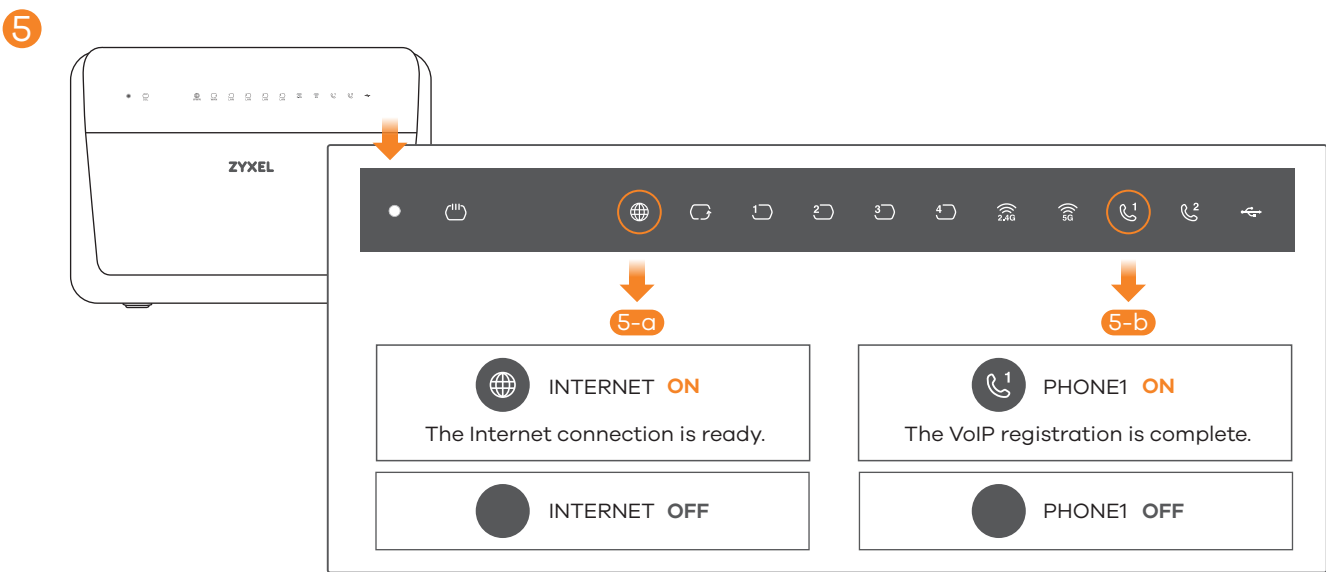 5
ZYXEL
1 2 3 4 2.4G 5G 1 2
5-a 5-b
INTERNET ON
The Internet connection is ready.
INTERNET OFF
1 PHONE1 ON
The VoIP registration is complete.
PHONE1 OFF